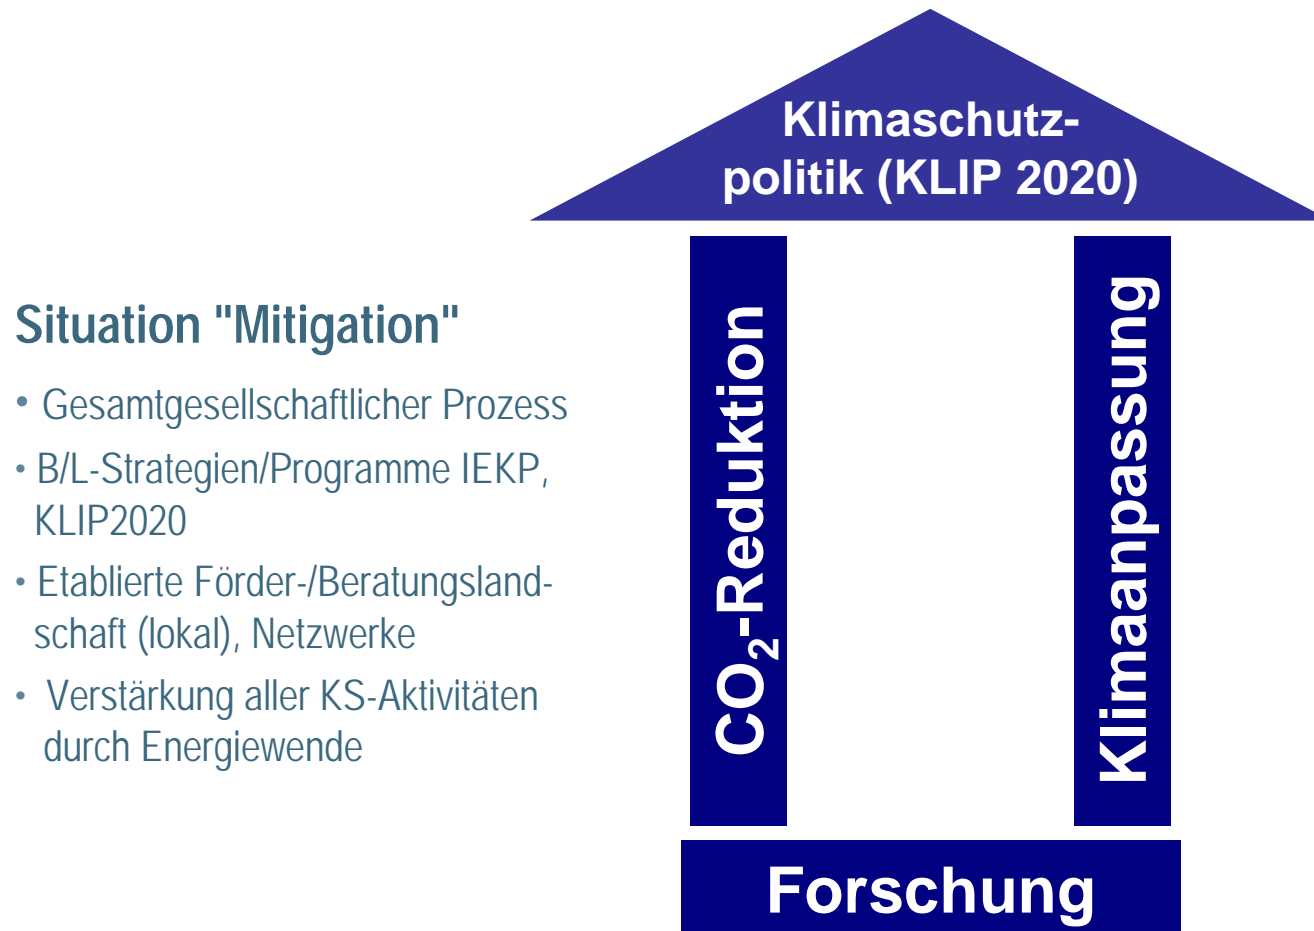 Klimaschutz-
politik (KLIP 2020)
Situation "Mitigation"
• Gesamtgesellschaftlicher Prozess
• B/L-Strategien/Programme IEKP,
KLIP2020
• Etablierte Förder-/Beratungsland-
schaft (lokal), Netzwerke
• Verstärkung aller KS-Aktivitäten
durch Energiewende
CO₂-Reduktion
Klimaanpassung
Forschung